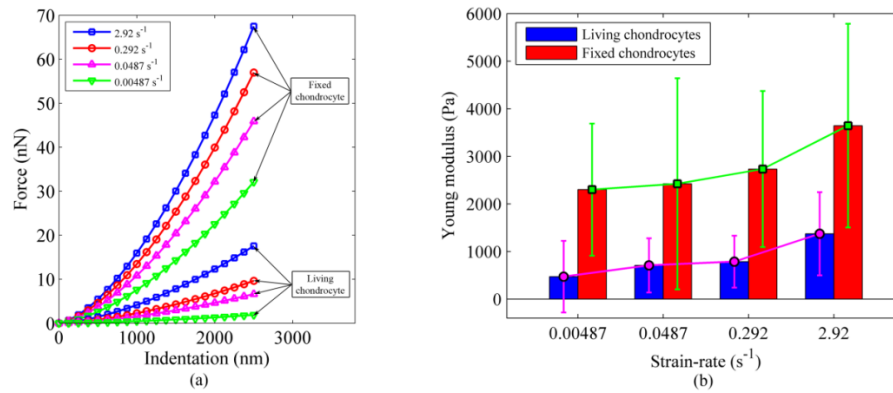 70
60
50
40
30
20
10
0
Force (nN)
2.92 s⁻¹
0.292 s⁻¹
0.0487 s⁻¹
0.00487 s⁻¹
Fixed
chondrocyte
Living
chondrocyte
0 1000 2000 3000
Indentation (nm)
(a)
6000
5000
4000
3000
2000
1000
0
Young modulus (Pa)
Living chondrocytes
Fixed chondrocytes
0.00487 0.0487 0.292 2.92
Strain-rate (s⁻¹)
(b)